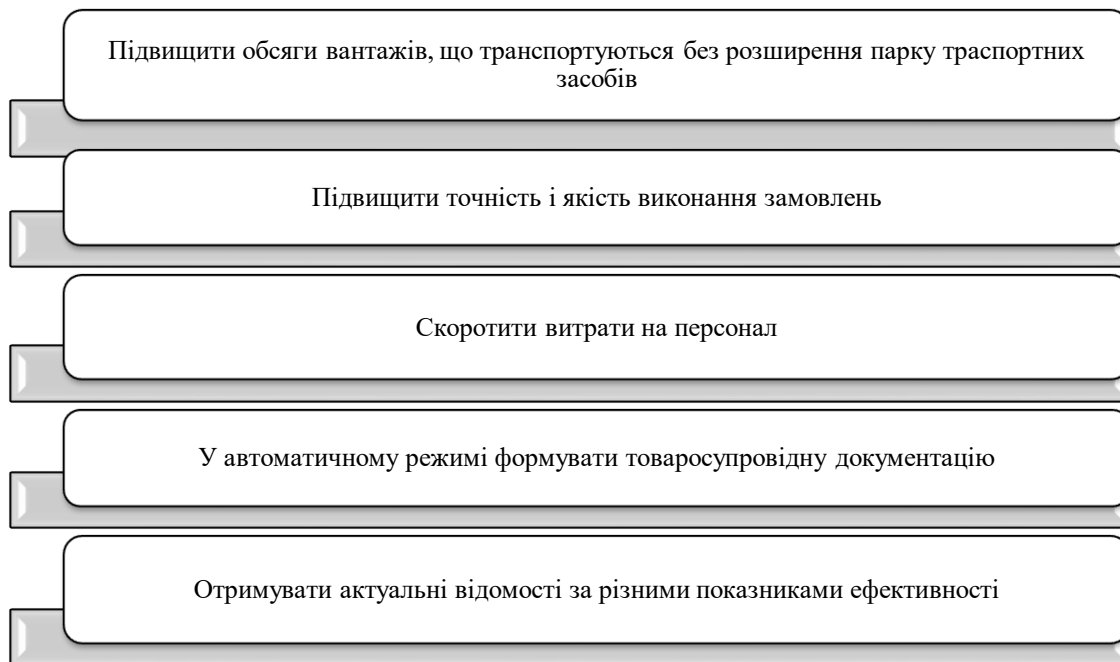 Підвищити обсяги вантажів, що транспортуються без розширення парку траспортних
засобів
Підвищити точність і якість виконання замовлень
Скоротити витрати на персонал
У автоматичному режимі формувати товаросупровідну документацію
Отримувати актуальні відомості за різними показниками ефективності